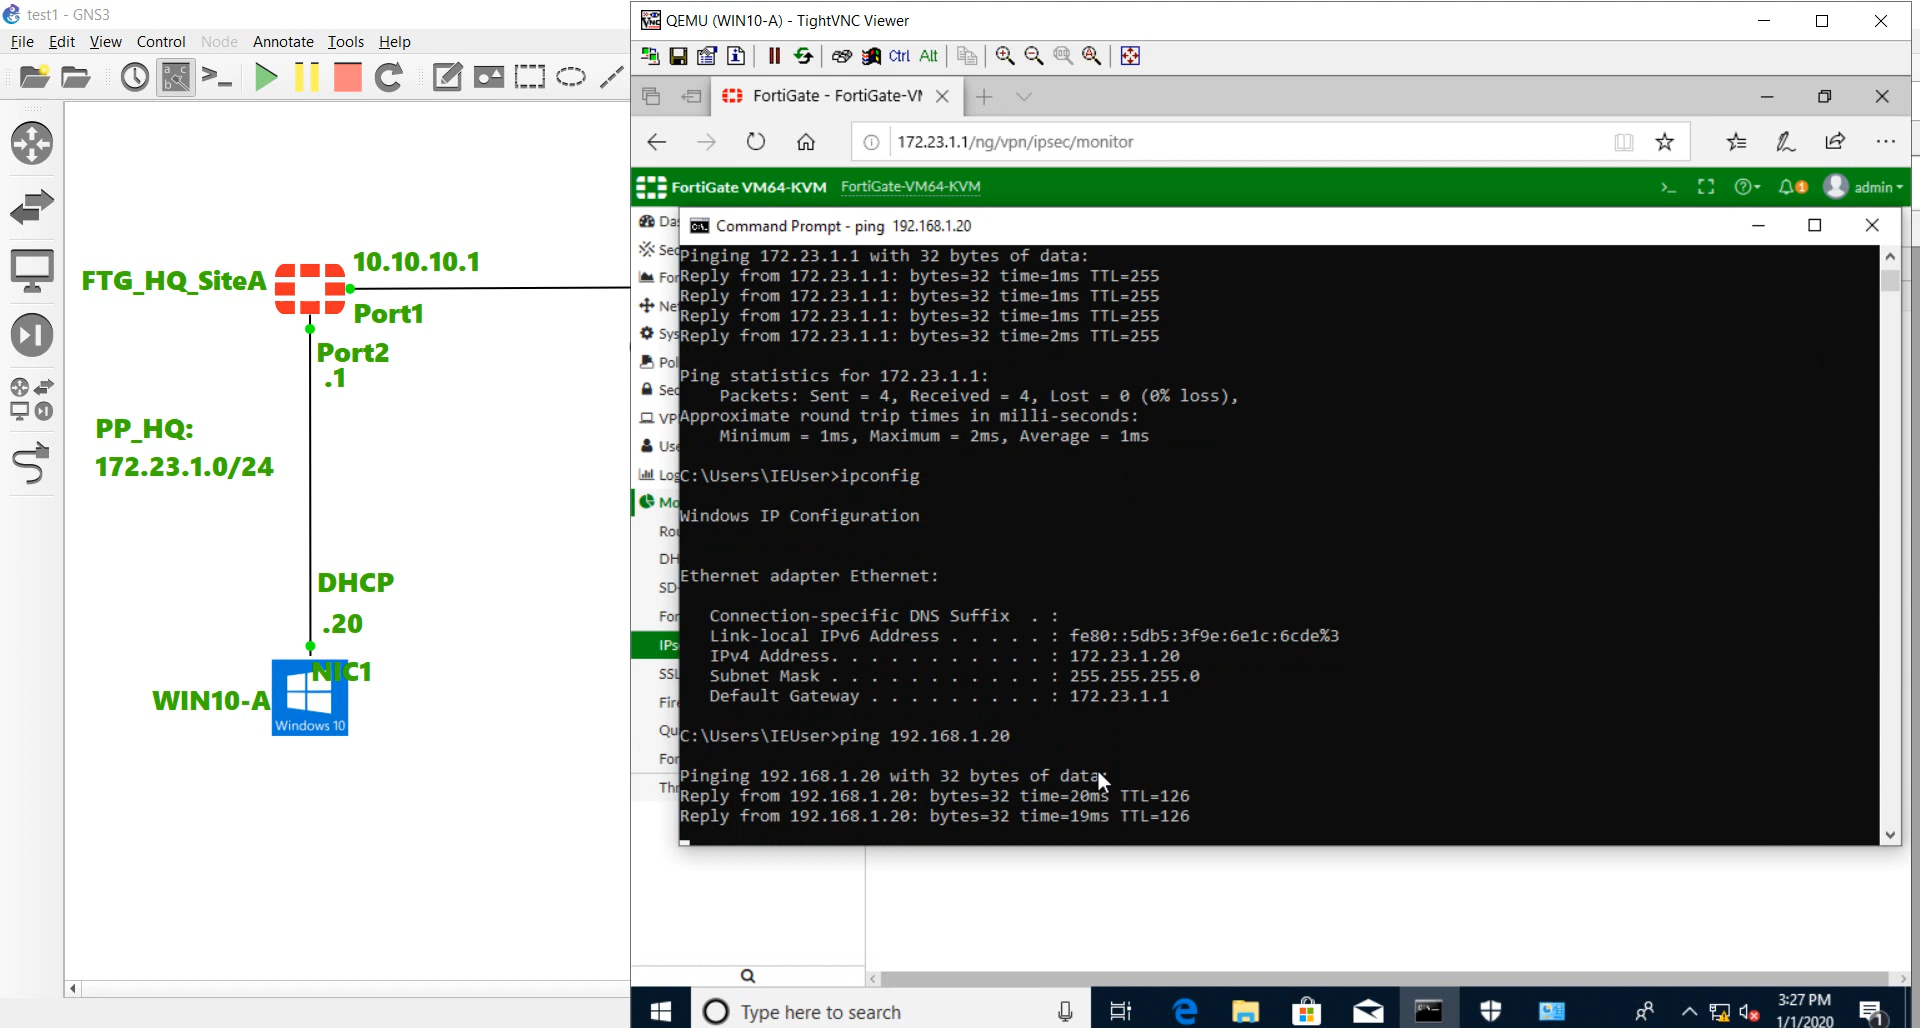 test1 - GNS3
File Edit View Control Node Annotate Tools Help
FTG_HQ_SiteA
10.10.10.1
Port1
Port2
.1
PP_HQ:
172.23.1.0/24
DHCP
.20
NIC1
WIN10-A
Windows 10
QEMU (WIN10-A) - TightVNC Viewer
Ctrl Alt
FortiGate - FortiGate-VM
172.23.1.1/ng/vpn/ipsec/monitor
FortiGate VM64-KVM FortiGate-VM64-KVM
1
admin
Command Prompt - ping 192.168.1.20
Pinging 172.23.1.1 with 32 bytes of data:
Reply from 172.23.1.1: bytes=32 time=1ms TTL=255
Reply from 172.23.1.1: bytes=32 time=1ms TTL=255
Reply from 172.23.1.1: bytes=32 time=1ms TTL=255
Reply from 172.23.1.1: bytes=32 time=2ms TTL=255
Ping statistics for 172.23.1.1:
Packets: Sent = 4, Received = 4, Lost = 0 (0% loss),
Approximate round trip times in milli-seconds:
Minimum = 1ms, Maximum = 2ms, Average = 1ms
C:\Users\IEUser>ipconfig
Windows IP Configuration
Ethernet adapter Ethernet:
Connection-specific DNS Suffix . :
Link-local IPv6 Address . . . . . : fe80::5db5:3f9e:6e1c:6cde%3
IPv4 Address. . . . . . . . . . . : 172.23.1.20
Subnet Mask . . . . . . . . . . . : 255.255.255.0
Default Gateway . . . . . . . . . : 172.23.1.1
C:\Users\IEUser>ping 192.168.1.20
Pinging 192.168.1.20 with 32 bytes of data:
Reply from 192.168.1.20: bytes=32 time=20ms TTL=126
Reply from 192.168.1.20: bytes=32 time=19ms TTL=126
Type here to search
3:27 PM
1/1/2020
1